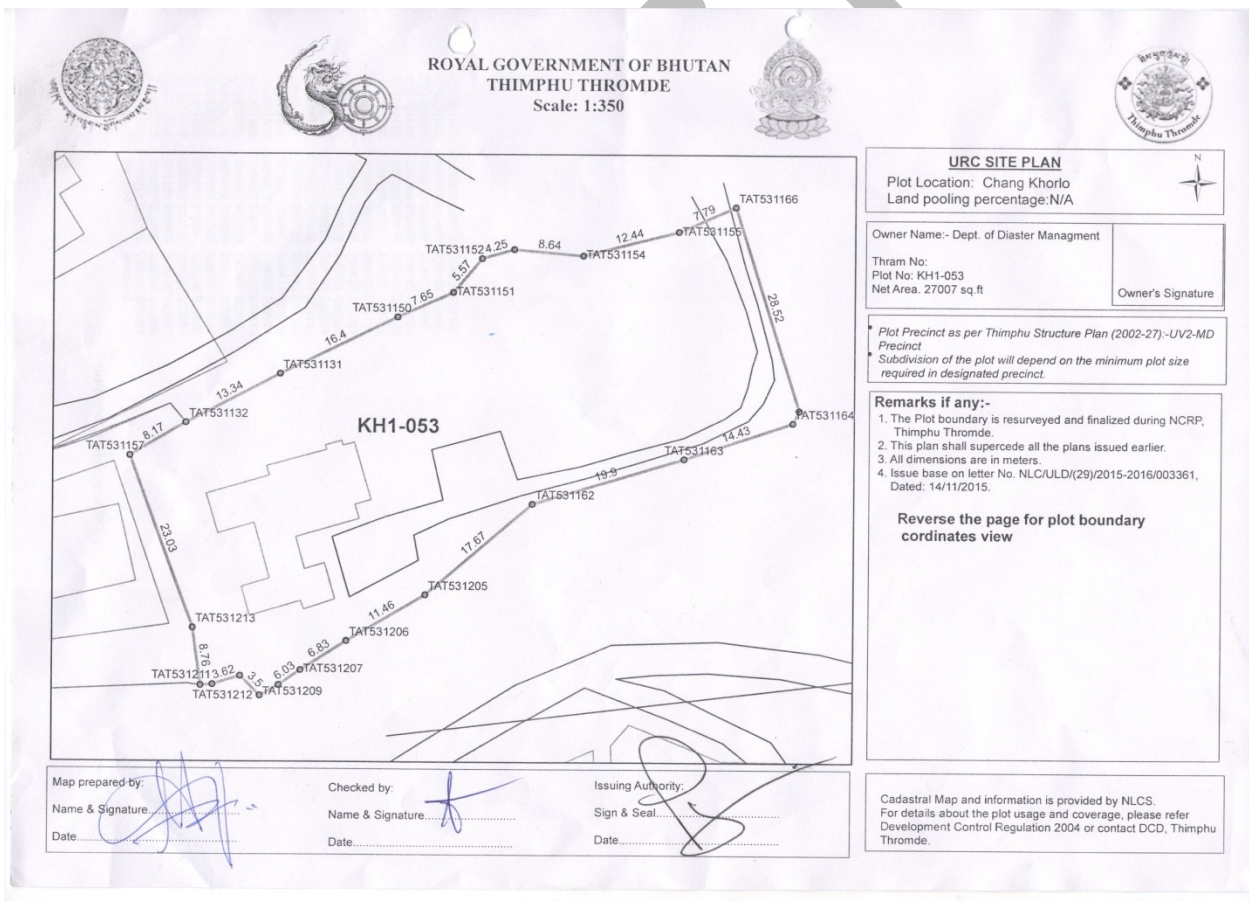 ROYAL GOVERNMENT OF BHUTAN
THIMPHU THROMDE
Scale: 1:350
Thimphu Thromde
URC SITE PLAN
Plot Location: Chang Khorlo
Land pooling percentage:N/A
N
Owner Name:- Dept. of Diaster Managment
Thram No:
Plot No: KH1-053
Net Area. 27007 sq.ft
Owner's Signature
Plot Precinct as per Thimphu Structure Plan (2002-27):-UV2-MD
Precinct
Subdivision of the plot will depend on the minimum plot size
required in designated precinct.
Remarks if any:-
1. The Plot boundary is resurveyed and finalized during NCRP,
Thimphu Thromde.
2. This plan shall supercede all the plans issued earlier.
3. All dimensions are in meters.
4. Issue base on letter No. NLC/ULD/(29)/2015-2016/003361,
Dated: 14/11/2015.
Reverse the page for plot boundary
cordinates view
TAT531166
7.79
TAT531155
12.44
TAT531154
8.64
4.25
TAT531152
5.57
TAT531151
7.65
TAT531150
16.4
TAT531131
13.34
TAT531132
8.17
TAT531157
28.52
TAT531164
14.43
TAT531163
19.9
TAT531162
KH1-053
17.67
23.03
TAT531205
11.46
TAT531206
TAT531213
6.83
TAT531207
8.76
6.03
TAT531211
3.62
3.5
TAT531209
TAT531212
Map prepared by:
Name & Signature
Date
Checked by:
Name & Signature
Date
Issuing Authority:
Sign & Seal
Date
Cadastral Map and information is provided by NLCS.
For details about the plot usage and coverage, please refer
Development Control Regulation 2004 or contact DCD, Thimphu
Thromde.